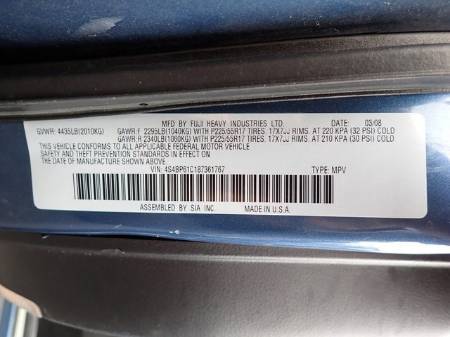 MFD. BY FUJI HEAVY INDUSTRIES LTD. DATE: 03/08
GVWR: 4435LB(2010KG) GAWR:F 2295LB(1040KG) WITH P225/55R17 TIRES, 17X7JJ RIMS, AT 220 KPA (32 PSI) COLD
GAWR:R 2340LB(1060KG) WITH P225/55R17 TIRES, 17X7JJ RIMS, AT 210 KPA (30 PSI) COLD
THIS VEHICLE CONFORMS TO ALL APPLICABLE FEDERAL MOTOR VEHICLE
SAFETY, BUMPER, AND THEFT PREVENTION STANDARDS IN EFFECT ON THE
DATE OF MANUFACTURE SHOWN ABOVE.
VIN: 4S4BP61C187361767 TYPE: MPV
ASSEMBLED BY SIA INC. MADE IN U.S.A.